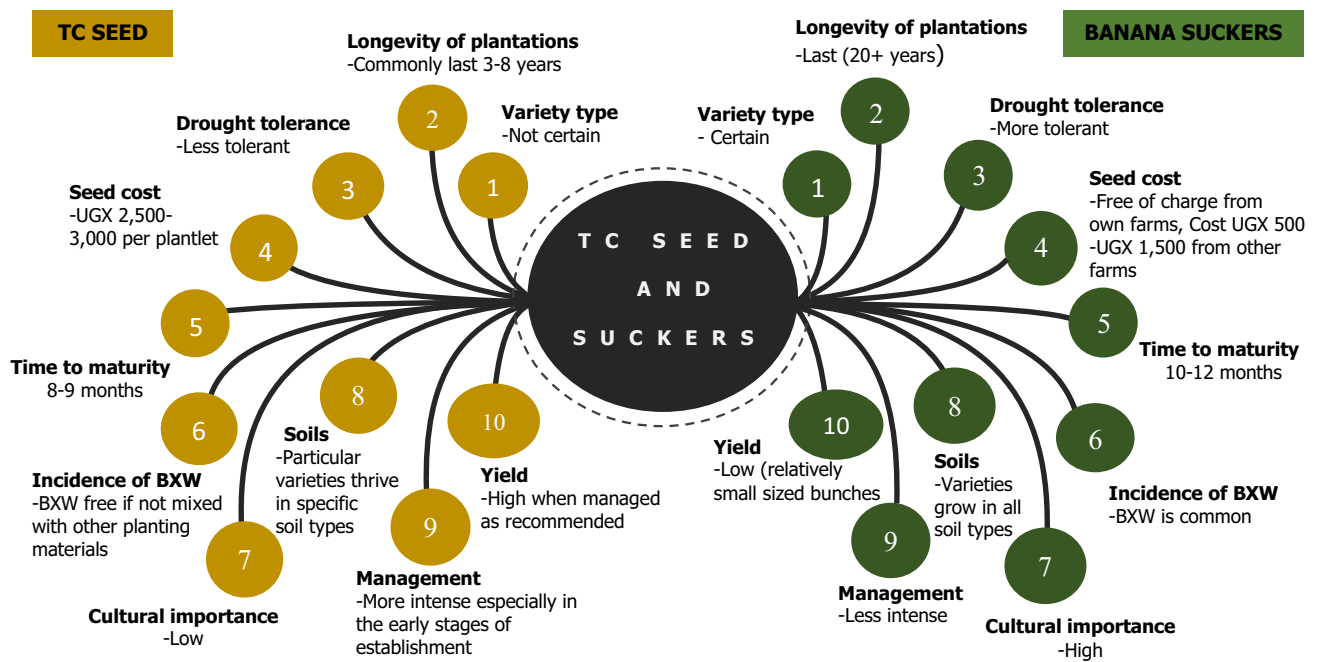 TC SEED
BANANA SUCKERS
TC SEED
AND
SUCKERS
1
Variety type
-Not certain
2
Longevity of plantations
-Commonly last 3-8 years
3
Drought tolerance
-Less tolerant
4
Seed cost
-UGX 2,500-
3,000 per plantlet
5
Time to maturity
8-9 months
6
Incidence of BXW
-BXW free if not mixed
with other planting
materials
7
Cultural importance
-Low
8
Soils
-Particular
varieties thrive
in specific
soil types
9
Management
-More intense especially in
the early stages of
establishment
10
Yield
-High when managed
as recommended
1
Variety type
- Certain
2
Longevity of plantations
-Last (20+ years)
3
Drought tolerance
-More tolerant
4
Seed cost
-Free of charge from
own farms, Cost UGX 500
-UGX 1,500 from other
farms
5
Time to maturity
10-12 months
6
Incidence of BXW
-BXW is common
7
Cultural importance
-High
8
Soils
-Varieties
grow in all
soil types
9
Management
-Less intense
10
Yield
-Low (relatively
small sized bunches